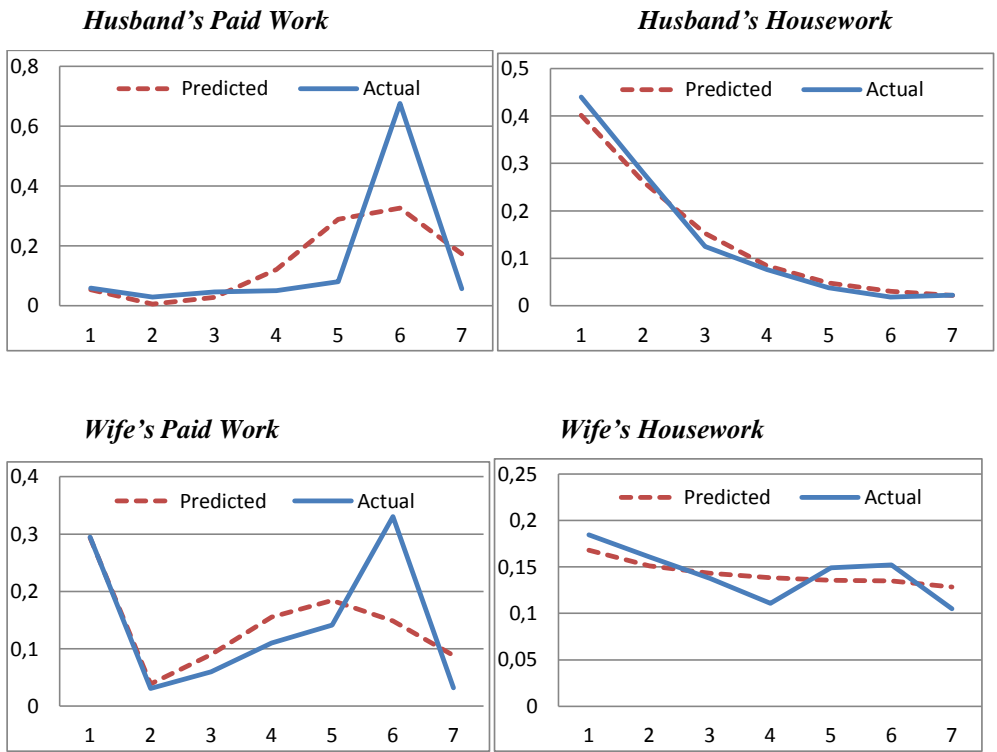 Husband’s Paid Work
0,8
0,6
0,4
0,2
0
Predicted Actual
1 2 3 4 5 6 7
Husband’s Housework
0,5
0,4
0,3
0,2
0,1
0
Predicted Actual
1 2 3 4 5 6 7
Wife’s Paid Work
0,4
0,3
0,2
0,1
0
Predicted Actual
1 2 3 4 5 6 7
Wife’s Housework
0,25
0,2
0,15
0,1
0,05
0
Predicted Actual
1 2 3 4 5 6 7